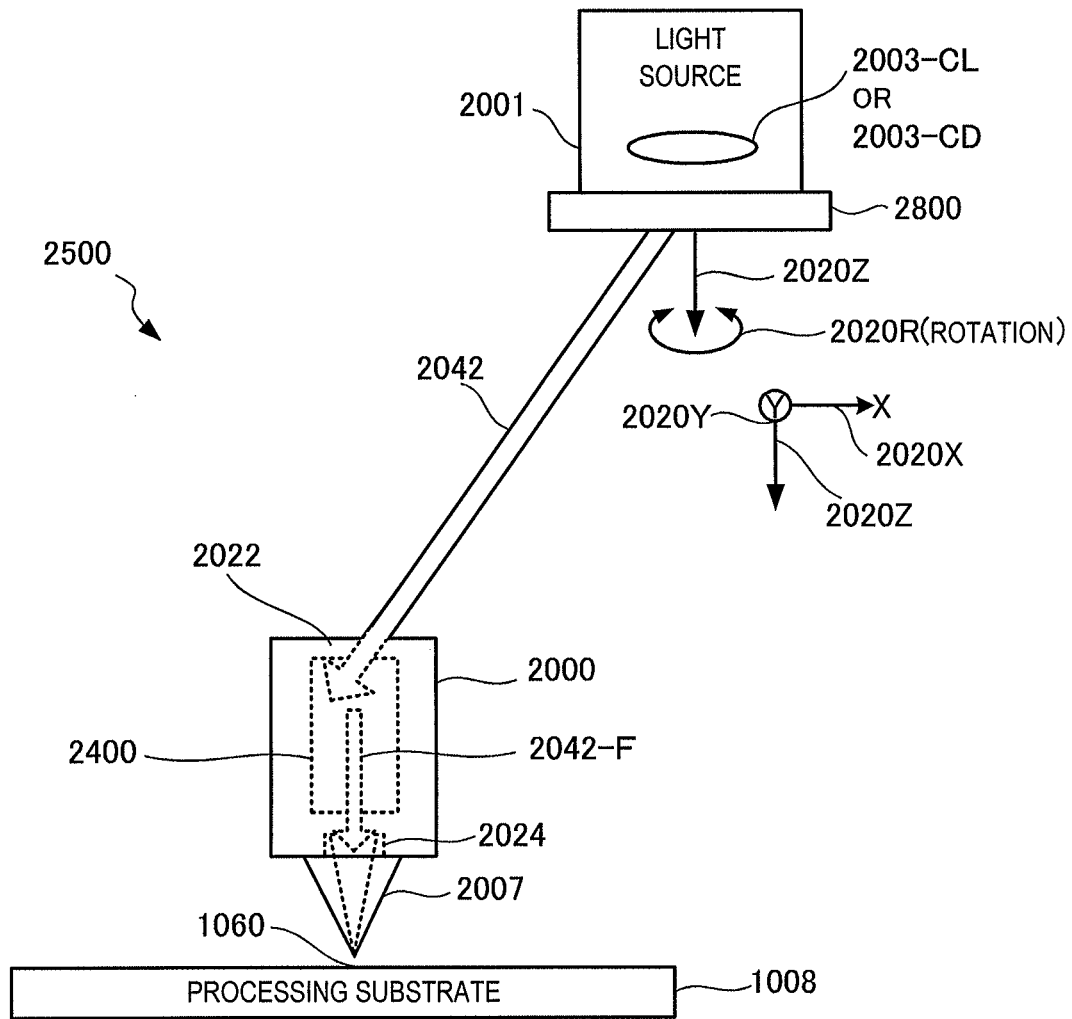 LIGHT
SOURCE
2003-CL
OR
2003-CD
2001
2800
2500
2020Z
2020R(ROTATION)
2042
2020Y
Y
X
2020X
2020Z
2022
2000
2400
2042-F
2024
2007
1060
PROCESSING SUBSTRATE
1008